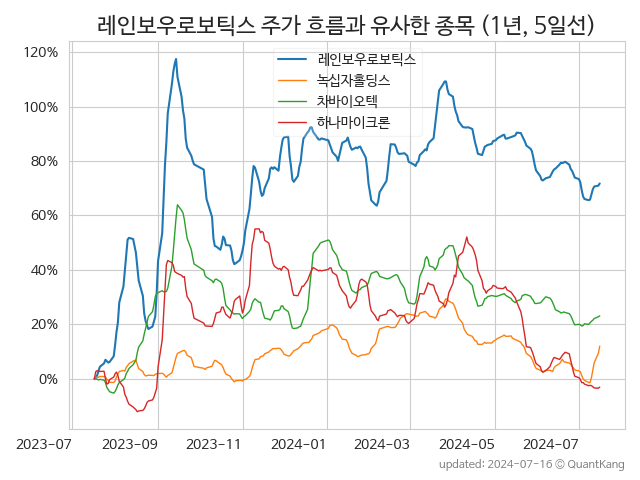 레인보우로보틱스 주가 흐름과 유사한 종목 (1년, 5일선)
레인보우로보틱스
녹십자홀딩스
차바이오텍
하나마이크론
120%
100%
80%
60%
40%
20%
0%
2023-07 2023-09 2023-11 2024-01 2024-03 2024-05 2024-07
updated: 2024-07-16 © QuantKang